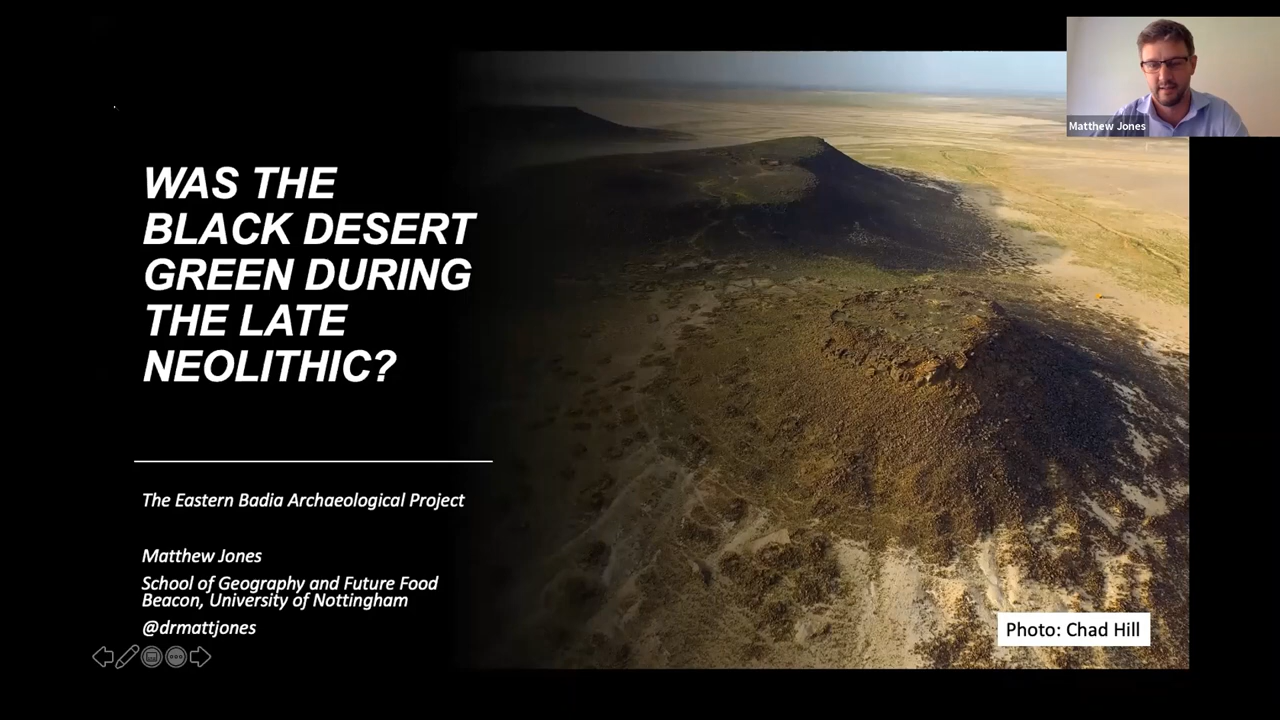 Matthew Jones
WAS THE
BLACK DESERT
GREEN DURING
THE LATE
NEOLITHIC?
The Eastern Badia Archaeological Project
Matthew Jones
School of Geography and Future Food
Beacon, University of Nottingham
@drmattjones
Photo: Chad Hill